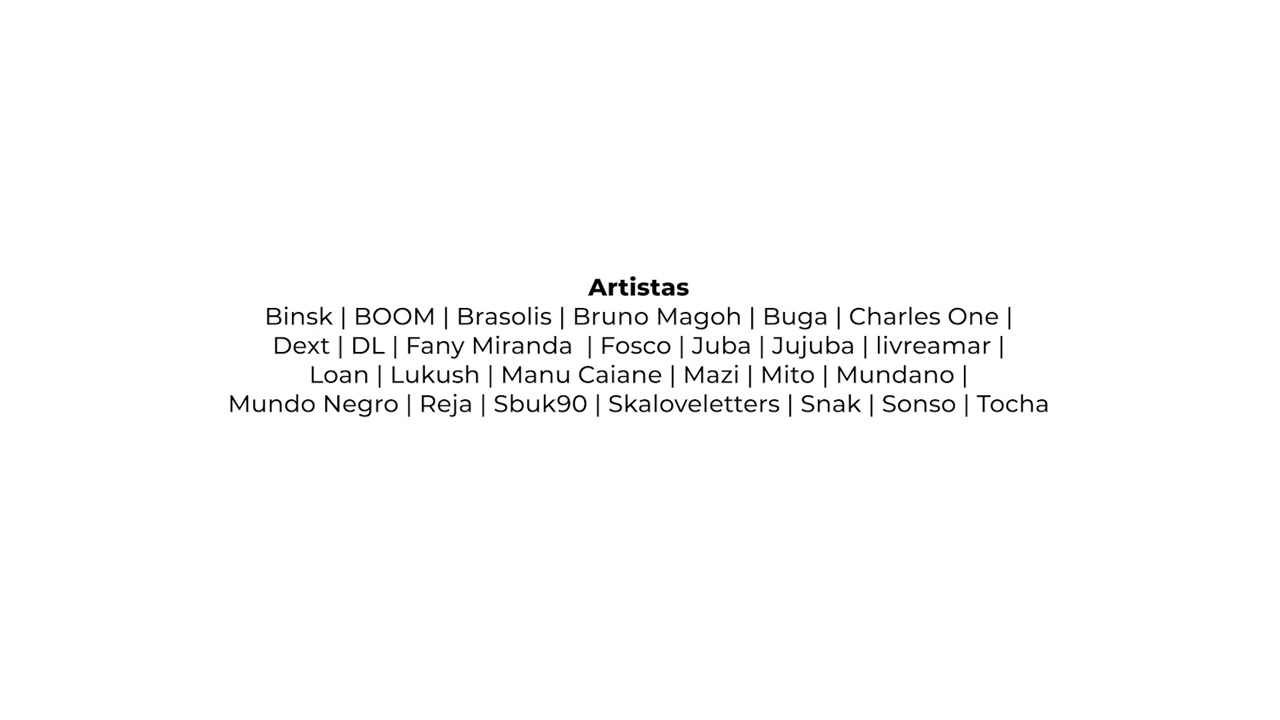 Artistas
Binsk | BOOM | Brasolis | Bruno Magoh | Buga | Charles One |
Dext | DL | Fany Miranda  | Fosco | Juba | Jujuba | livreamar |
Loan | Lukush | Manu Caiane | Mazi | Mito | Mundano |
Mundo Negro | Reja | Sbuk90 | Skaloveletters | Snak | Sonso | Tocha